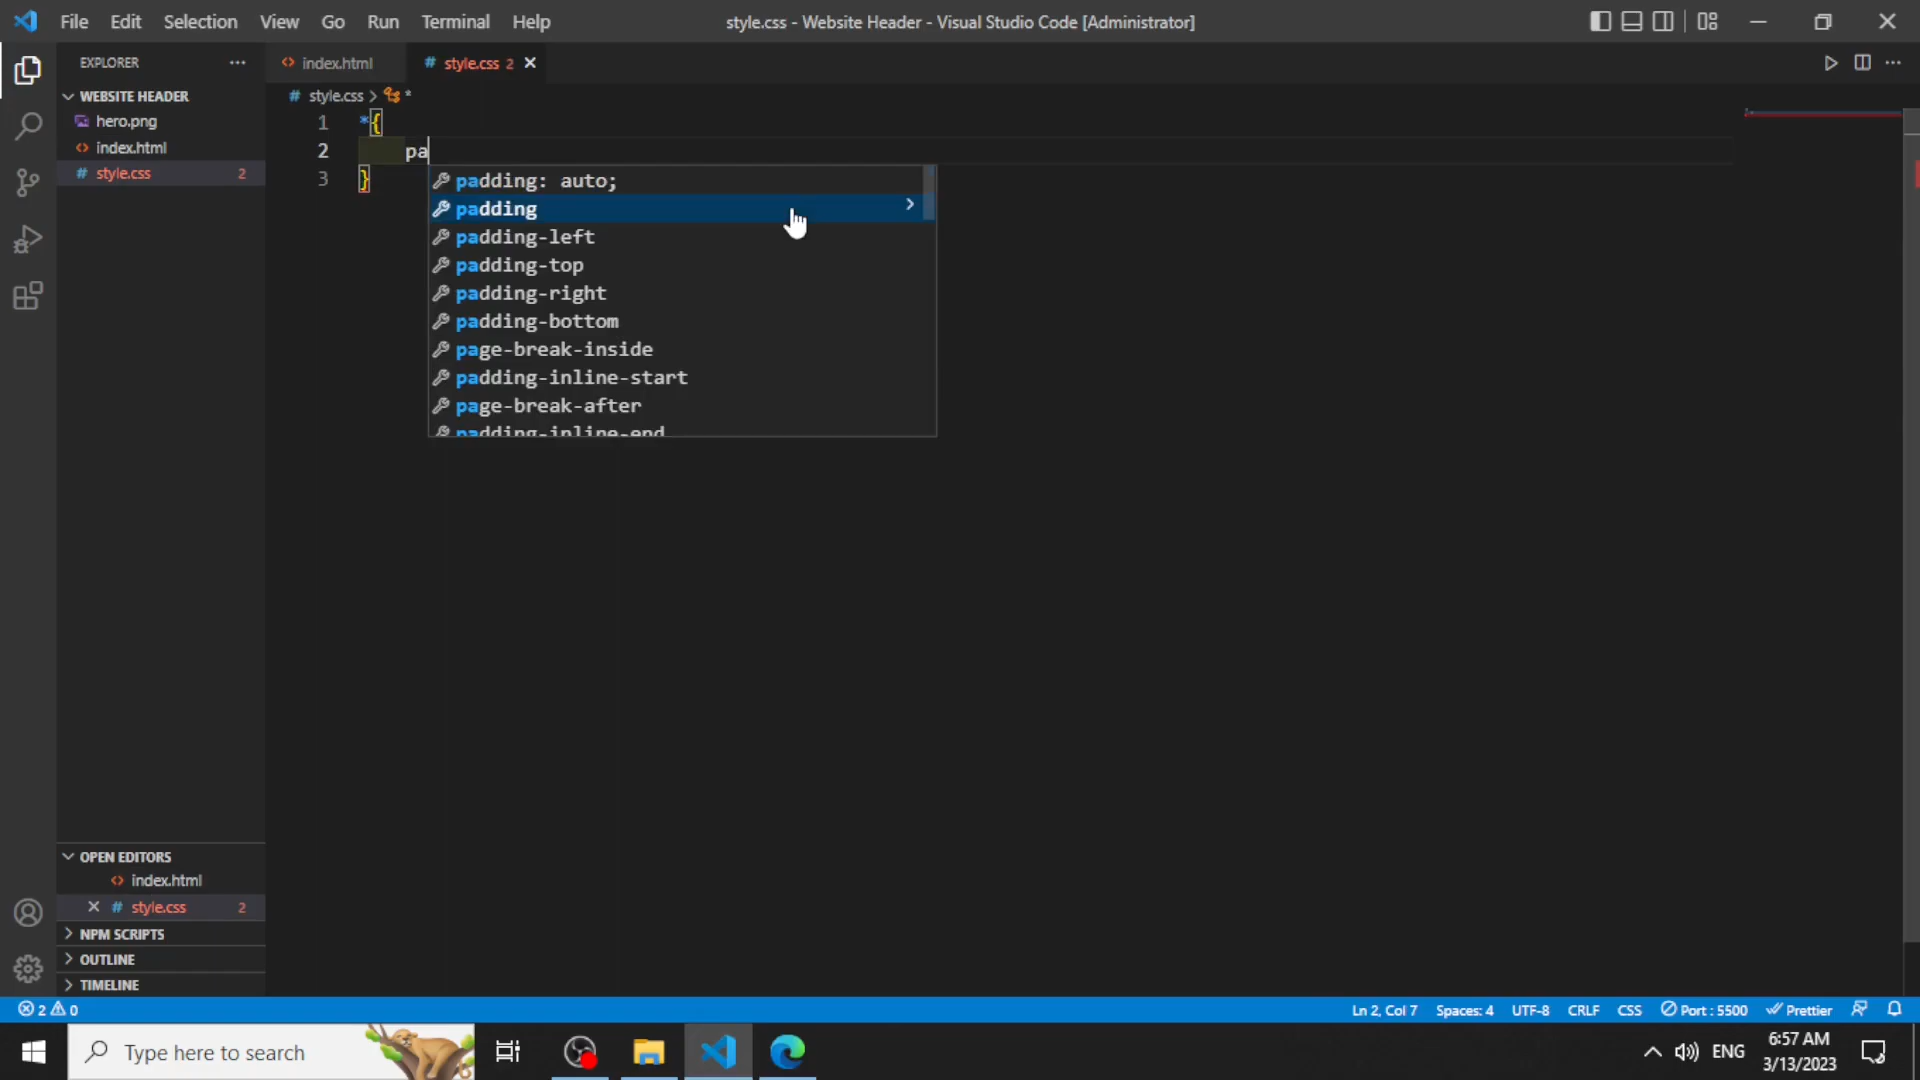 File Edit Selection View Go Run Terminal Help
style.css - Website Header - Visual Studio Code [Administrator]
EXPLORER
index.html
style.css 2
WEBSITE HEADER
hero.png
index.html
style.css 2
style.css > *
1 *{
2 pa
3 }
padding: auto;
padding
padding-left
padding-top
padding-right
padding-bottom
page-break-inside
padding-inline-start
page-break-after
padding-inline-end
OPEN EDITORS
index.html
style.css 2
NPM SCRIPTS
OUTLINE
TIMELINE
2 0
Ln 2, Col 7 Spaces: 4 UTF-8 CRLF CSS Port : 5500 Prettier
Type here to search
ENG
6:57 AM
3/13/2023